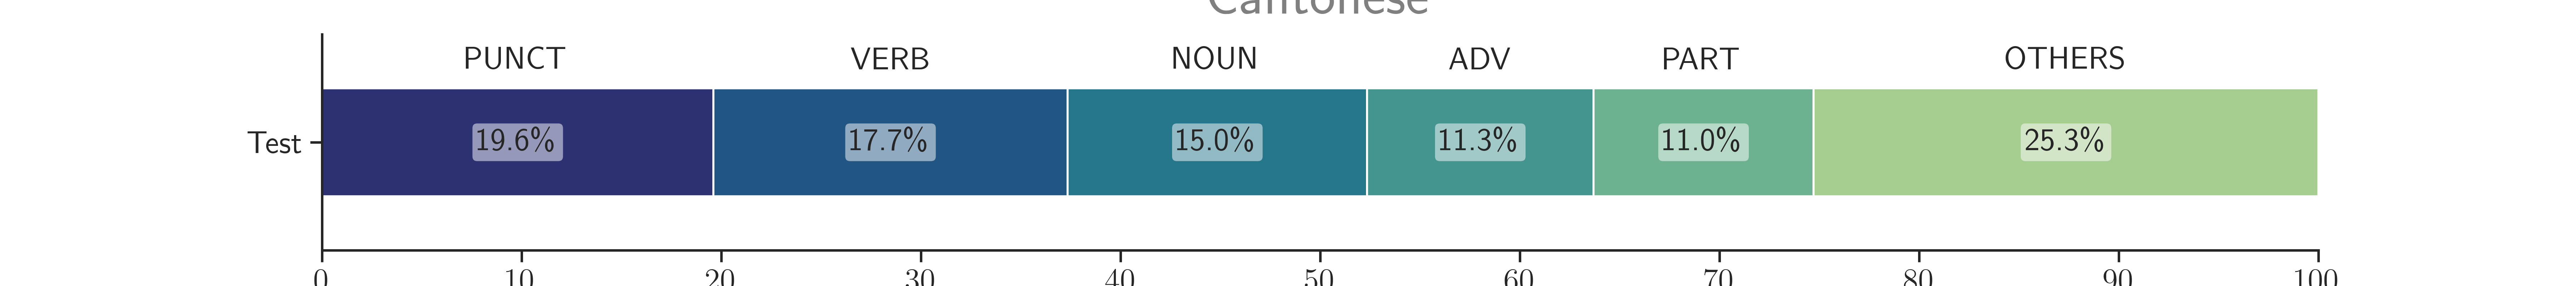 Cantonese
PUNCT VERB NOUN ADV PART OTHERS
Test 19.6% 17.7% 15.0% 11.3% 11.0% 25.3%
0 10 20 30 40 50 60 70 80 90 100